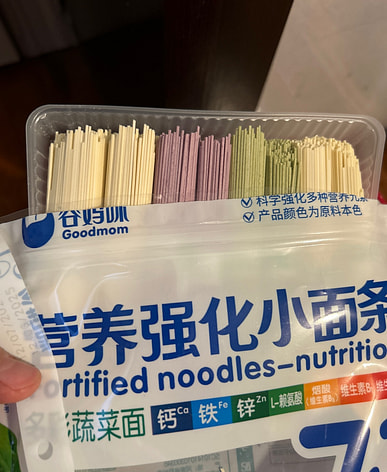 谷妈咪
Goodmom
科学强化多种营养元素
产品颜色为原料本色
营养强化小面条
ortified noodles-nutritio
蔬菜面
钙Ca
铁Fe
锌Zn
L-赖氨酸
烟酸
维生素B
维生素